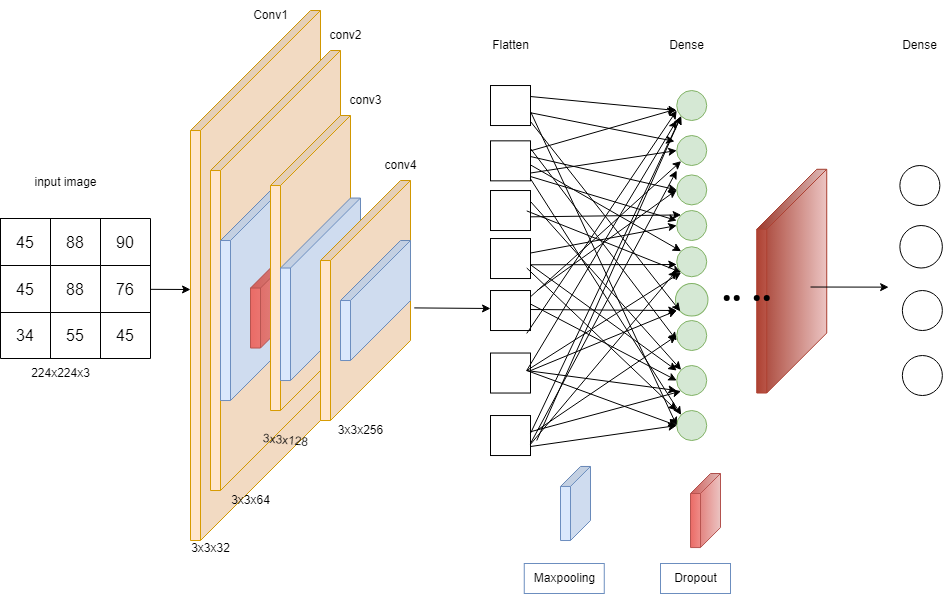 Conv1
conv2
conv3
conv4
Flatten
Dense
Dense
input image
45 88 90
45 88 76
34 55 45
224x224x3
3x3x128
3x3x256
3x3x64
3x3x32
Maxpooling
Dropout